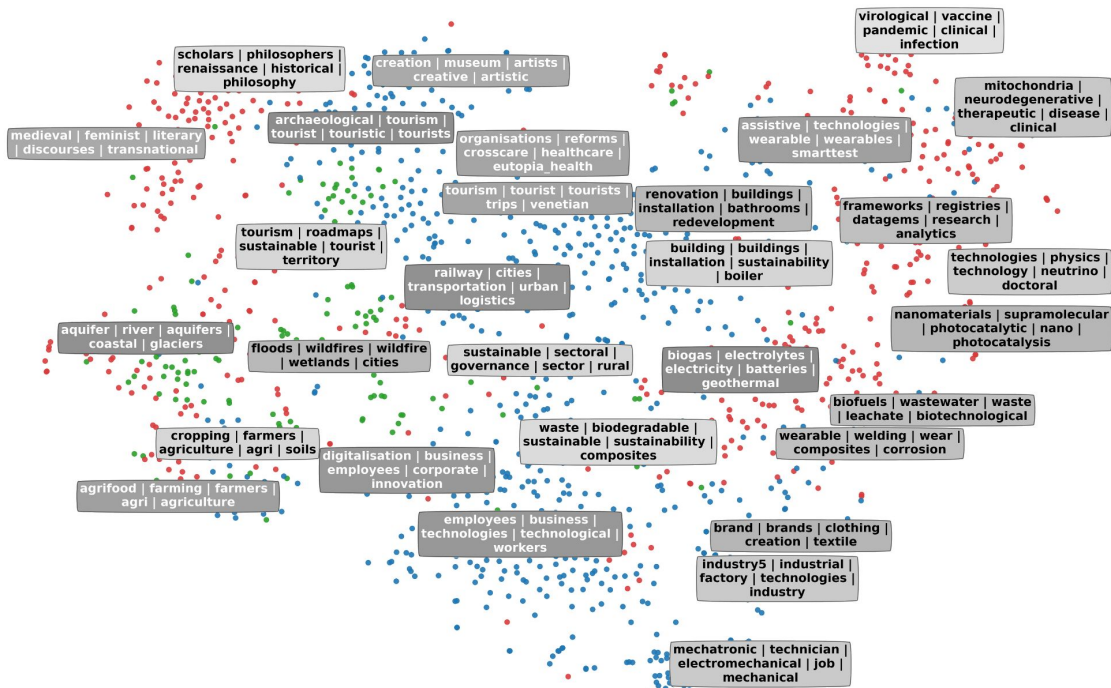 virological | vaccine |
pandemic | clinical |
infection
scholars | philosophers |
renaissance | historical |
philosophy
creation | museum | artists |
creative | artistic
mitochondria |
neurodegenerative |
therapeutic | disease |
clinical
archaeological | tourism |
tourist | touristic | tourists
medieval | feminist | literary
| discourses | transnational
organisations | reforms |
crosscare | healthcare |
eutopia_health
assistive | technologies |
wearable | wearables |
smarttest
tourism | tourist | tourists |
trips | venetian
renovation | buildings |
installation | bathrooms |
redevelopment
frameworks | registries |
datagems | research |
analytics
tourism | roadmaps |
sustainable | tourist |
territory
building | buildings |
installation | sustainability
| boiler
technologies | physics |
technology | neutrino |
doctoral
railway | cities |
transportation | urban |
logistics
nanomaterials | supramolecular
| photocatalytic | nano |
photocatalysis
aquifer | river | aquifers |
coastal | glaciers
floods | wildfires | wildfire
| wetlands | cities
sustainable | sectoral |
governance | sector | rural
biogas | electrolytes |
electricity | batteries |
geothermal
biofuels | wastewater | waste
| leachate | biotechnological
cropping | farmers |
agriculture | agri | soils
waste | biodegradable |
sustainable | sustainability |
composites
wearable | welding | wear |
composites | corrosion
digitalisation | business |
employees | corporate |
innovation
agrifood | farming | farmers |
agri | agriculture
employees | business |
technologies | technological |
workers
brand | brands | clothing |
creation | textile
industry5 | industrial |
factory | technologies |
industry
mechatronic | technician |
electromechanical | job |
mechanical